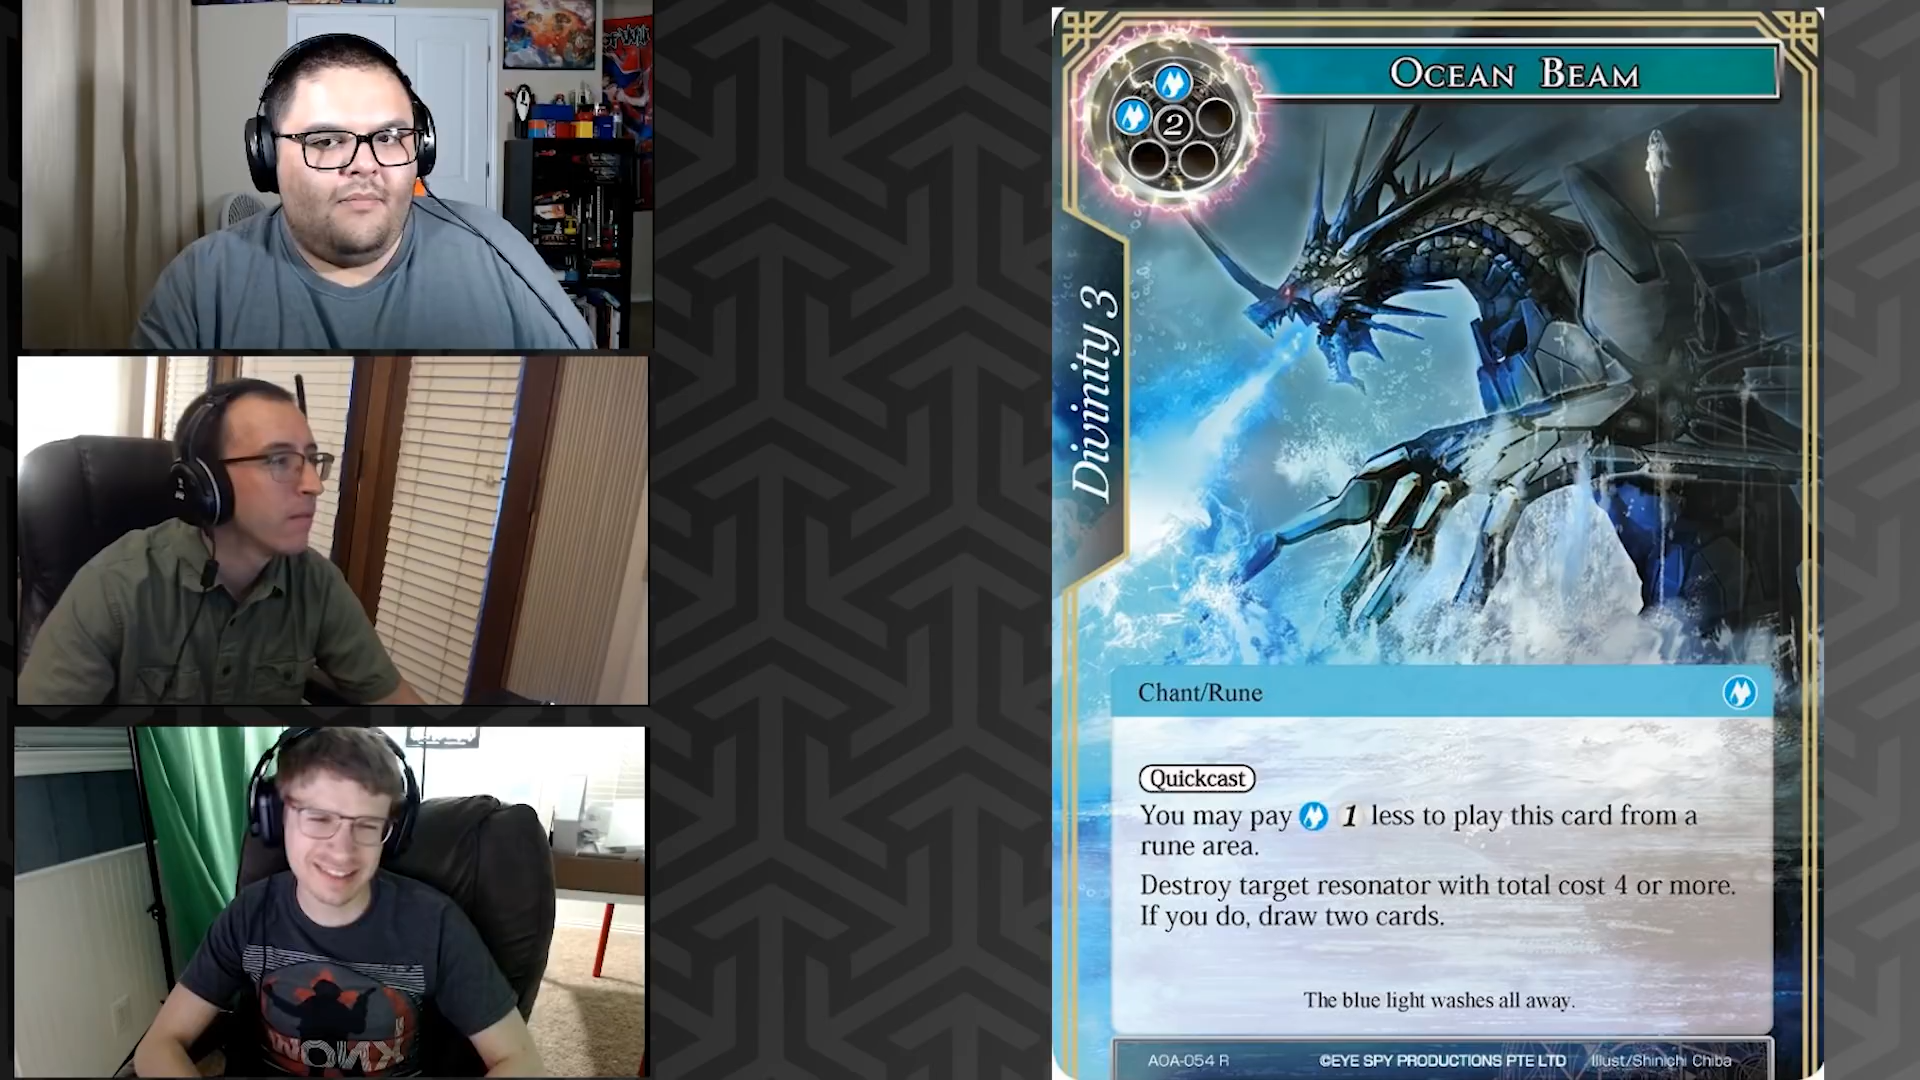 OCEAN BEAM
2
Divinity 3
Chant/Rune
Quickcast
You may pay 1 less to play this card from a
rune area.
Destroy target resonator with total cost 4 or more.
If you do, draw two cards.
The blue light washes all away.
AOA-054 R ©EYE SPY PRODUCTIONS PTE LTD Illust/Shinichi Chiba